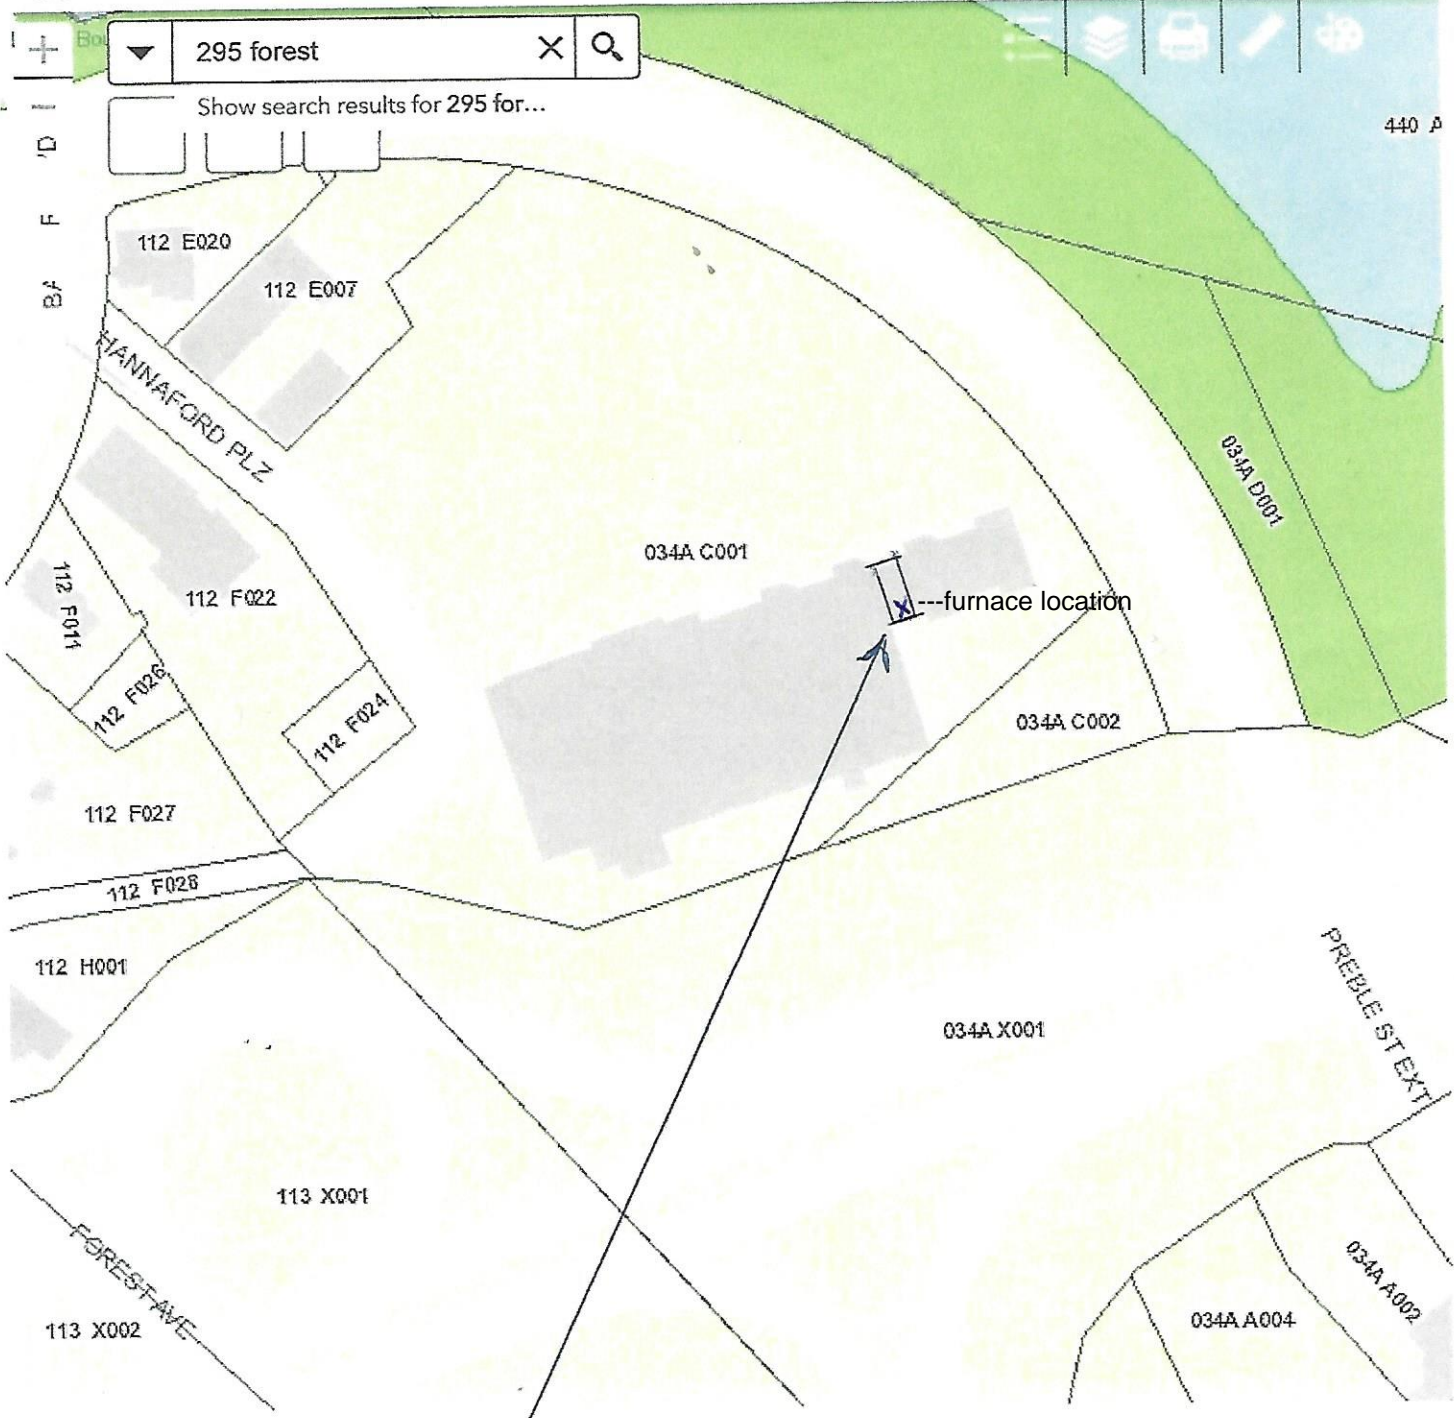 295 forest
Show search results for 295 for...
440 A
'D
F
BA
112 E020
112 E007
HANNAFORD PLZ
034A D001
034A C001
112 F011
112 F022
---furnace location
X
112 F026
112 F024
034A C002
112 F027
112 F028
112 H001
034A X001
PREBLE ST EXT
113 X001
FOREST AVE
113 X002
034A A002
034A A004